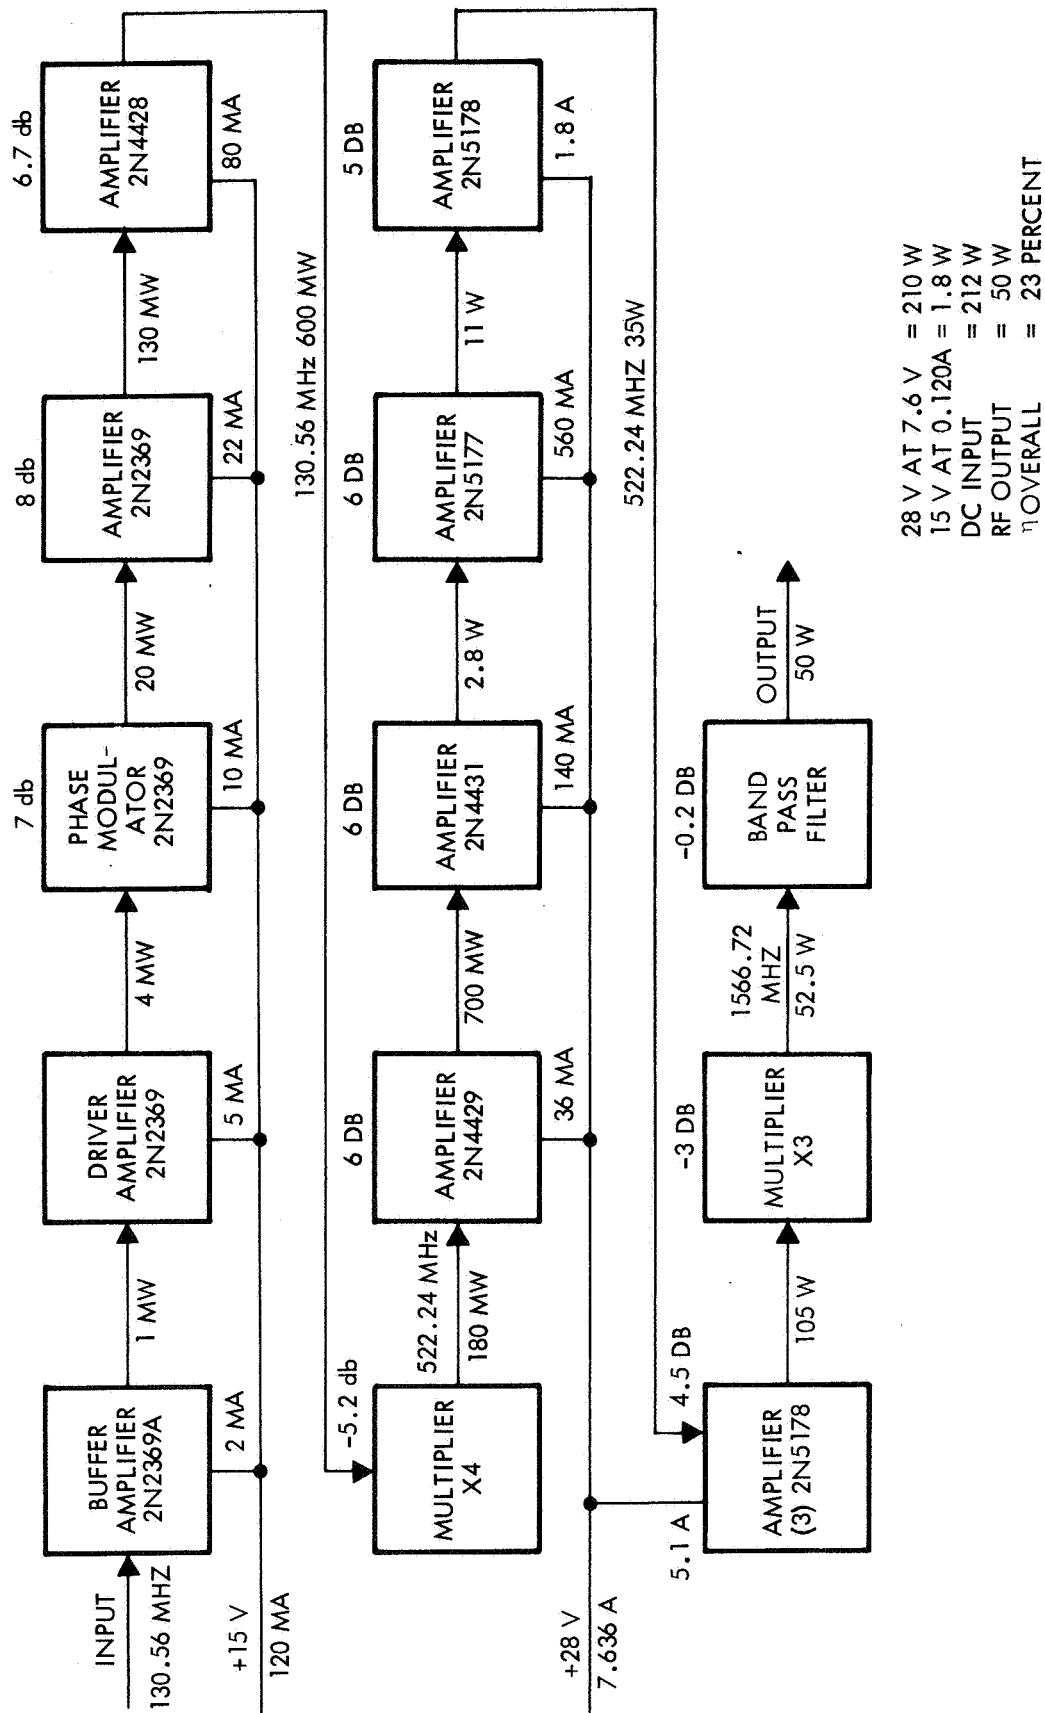 INPUT
130.56 MHZ
BUFFER
AMPLIFIER
2N2369A
2 MA
1 MW
DRIVER
AMPLIFIER
2N2369
5 MA
4 MW
7 db
PHASE
MODUL-
ATOR
2N2369
10 MA
20 MW
8 db
AMPLIFIER
2N2369
22 MA
130 MW
6.7 db
AMPLIFIER
2N4428
80 MA
+15 V
120 MA
130.56 MHz 600 MW
-5.2 db
MULTIPLIER
X4
522.24 MHz
180 MW
6 DB
AMPLIFIER
2N4429
36 MA
700 MW
6 DB
AMPLIFIER
2N4431
140 MA
2.8 W
6 DB
AMPLIFIER
2N5177
560 MA
11 W
5 DB
AMPLIFIER
2N5178
1.8 A
+28 V
7.636 A
522.24 MHZ 35W
5.1 A
4.5 DB
AMPLIFIER
(3) 2N5178
105 W
-3 DB
MULTIPLIER
X3
1566.72
MHZ
52.5 W
-0.2 DB
BAND
PASS
FILTER
OUTPUT
50 W
28 V AT 7.6 V = 210 W
15 V AT 0.120A = 1.8 W
DC INPUT = 212 W
RF OUTPUT = 50 W
ηOVERALL = 23 PERCENT